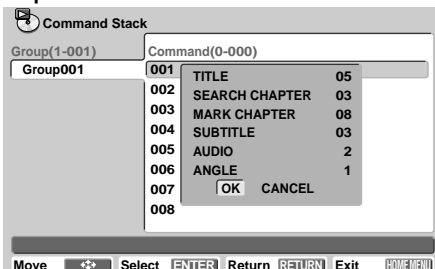 Command Stack
Group(1-001)
Command(0-000)
Group001
001
002
003
004
005
006
007
008
TITLE 05
SEARCH CHAPTER 03
MARK CHAPTER 08
SUBTITLE 03
AUDIO 2
ANGLE 1
OK CANCEL
Move Select ENTER Return RETURN Exit HOME MENU